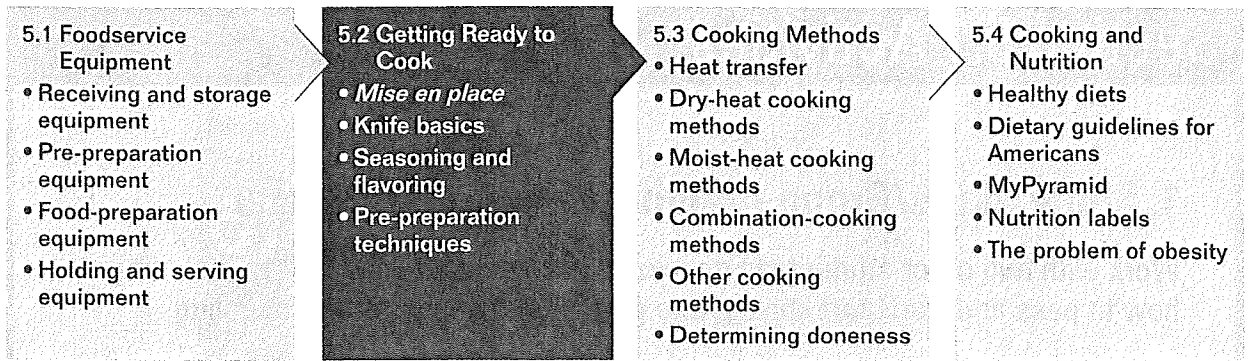 5.1 Foodservice
Equipment
• Receiving and storage
equipment
• Pre-preparation
equipment
• Food-preparation
equipment
• Holding and serving
equipment
5.2 Getting Ready to
Cook
• Mise en place
• Knife basics
• Seasoning and
flavoring
• Pre-preparation
techniques
5.3 Cooking Methods
• Heat transfer
• Dry-heat cooking
methods
• Moist-heat cooking
methods
• Combination-cooking
methods
• Other cooking
methods
• Determining doneness
5.4 Cooking and
Nutrition
• Healthy diets
• Dietary guidelines for
Americans
• MyPyramid
• Nutrition labels
• The problem of obesity